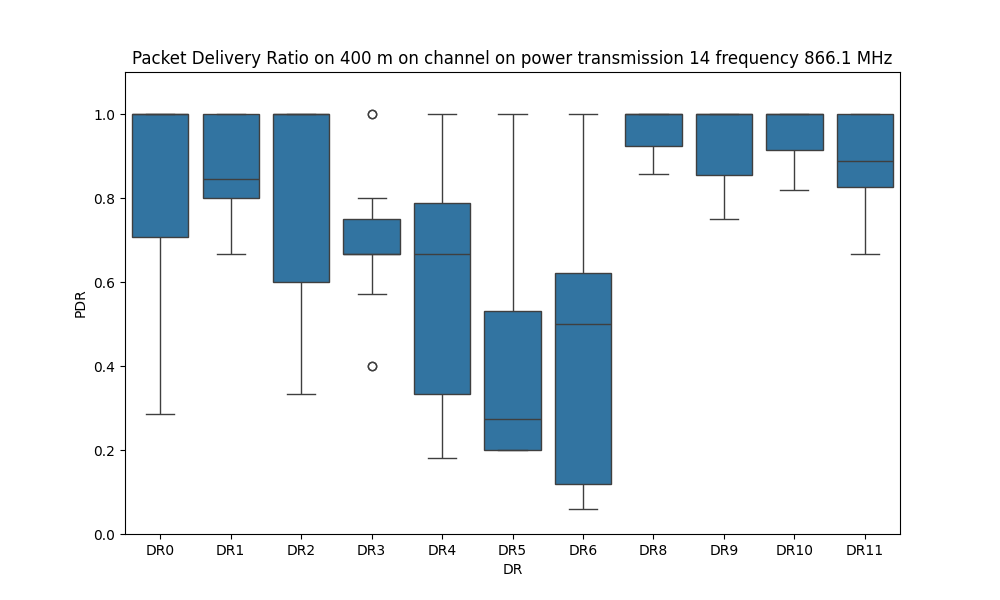 Packet Delivery Ratio on 400 m on channel on power transmission 14 frequency 866.1 MHz
PDR
1.0
0.8
0.6
0.4
0.2
0.0
DR0 DR1 DR2 DR3 DR4 DR5 DR6 DR8 DR9 DR10 DR11
DR